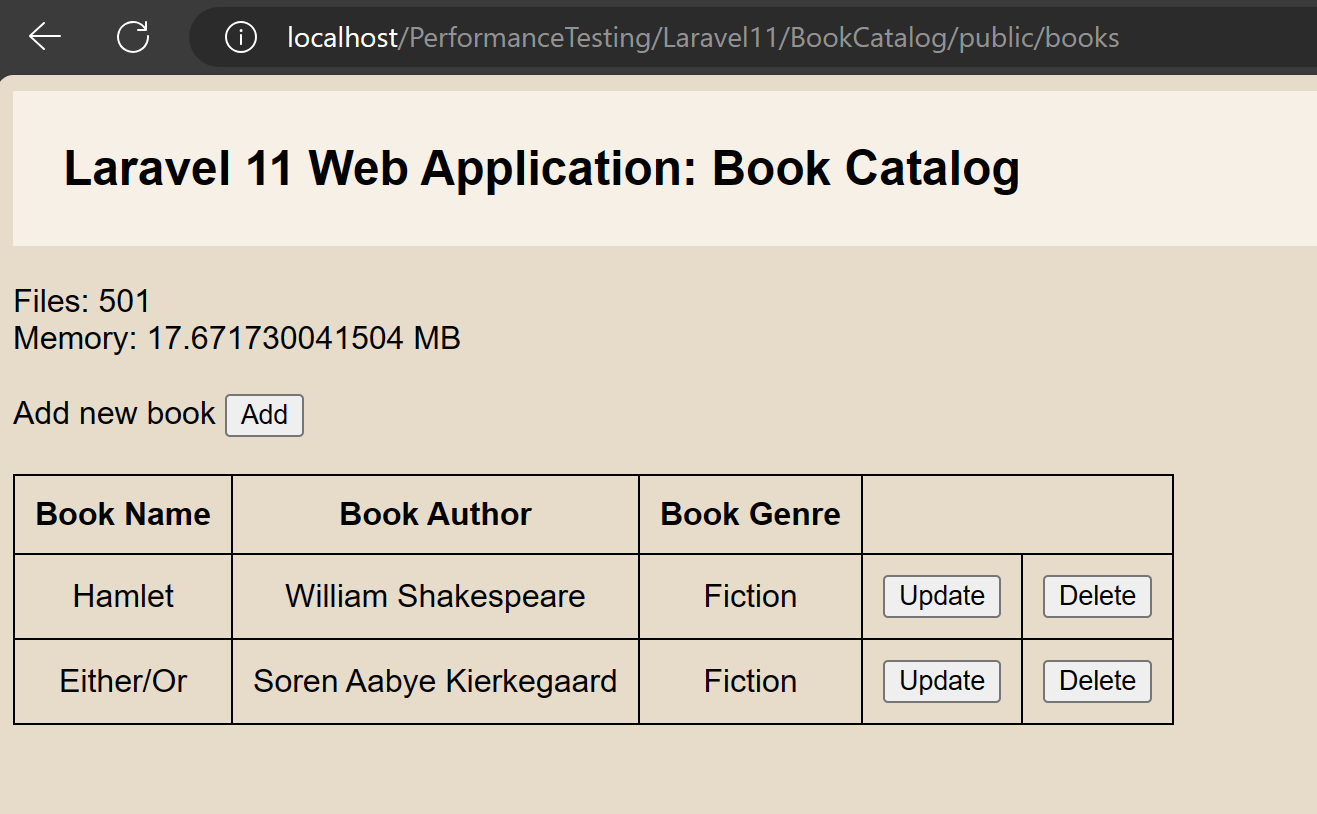 localhost/PerformanceTesting/Laravel11/BookCatalog/public/books
Laravel 11 Web Application: Book Catalog
Files: 501
Memory: 17.671730041504 MB
Add new book Add
Book Name Book Author Book Genre
Hamlet William Shakespeare Fiction Update Delete
Either/Or Soren Aabye Kierkegaard Fiction Update Delete